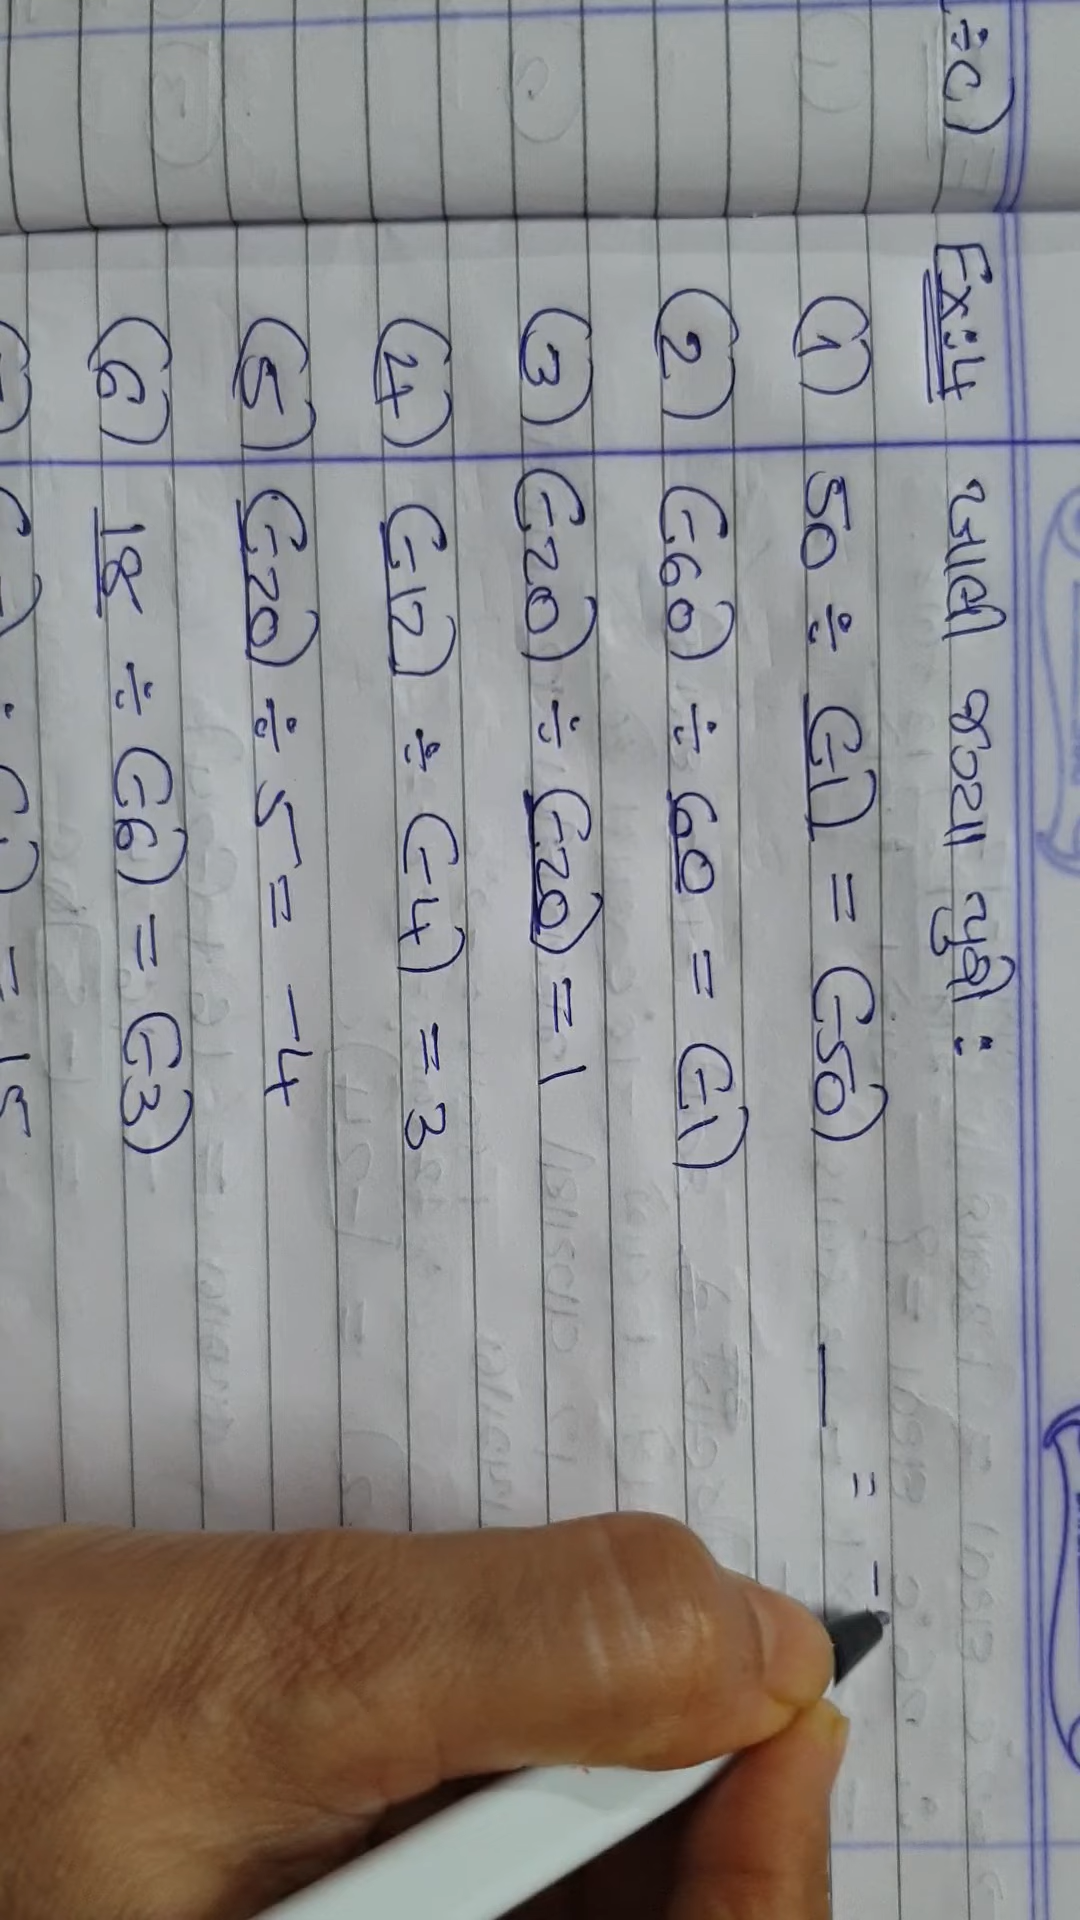 ÷c)
Ex:4 ખાલી જગ્યા પુરો :
(1) 50 ÷ (-1) = (-50)
(2) (-60) ÷ 60 = (-1)
(3) (-20) ÷ (-20) = 1
(4) (-12) ÷ (-4) = 3
(5) (-20) ÷ 5 = -4
(6) 18 ÷ (-6) = (-3)